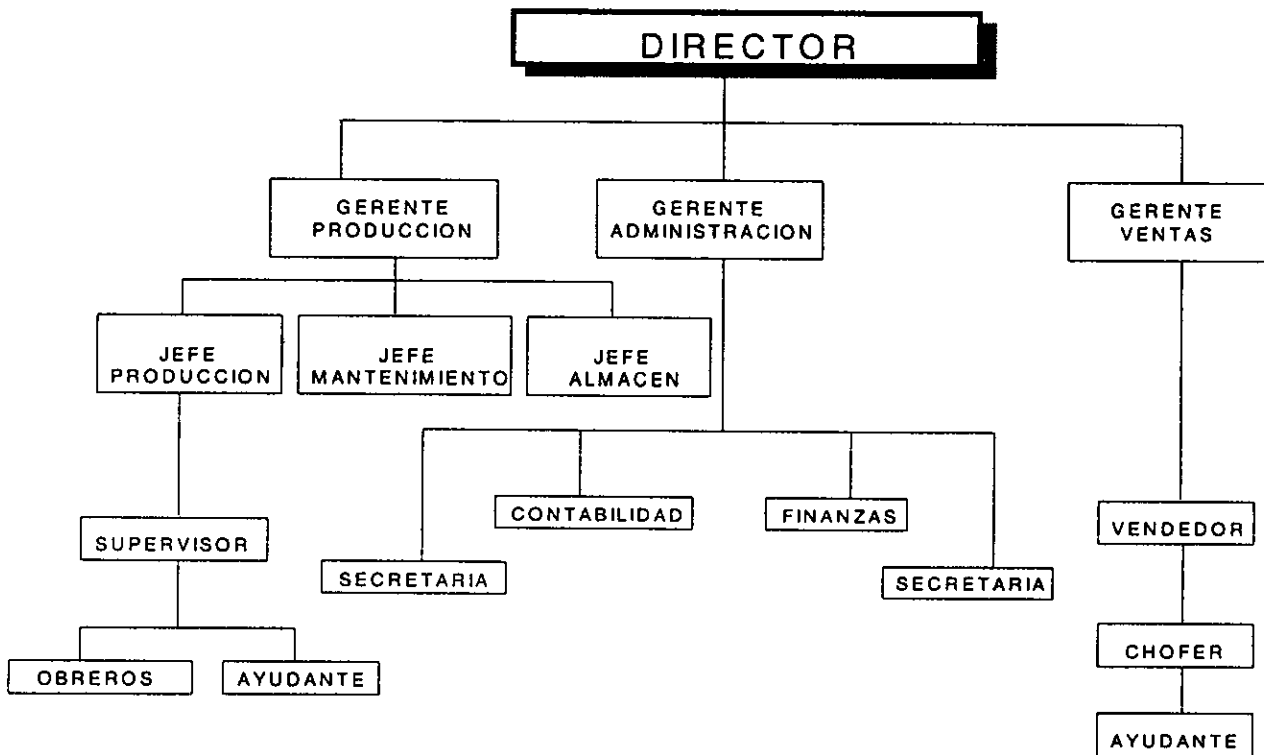 DIRECTOR
GERENTE
PRODUCCION
GERENTE
ADMINISTRACION
GERENTE
VENTAS
JEFE
PRODUCCION
JEFE
MANTENIMIENTO
JEFE
ALMACEN
CONTABILIDAD
FINANZAS
VENDEDOR
SUPERVISOR
SECRETARIA
SECRETARIA
CHOFER
OBREROS
AYUDANTE
AYUDANTE